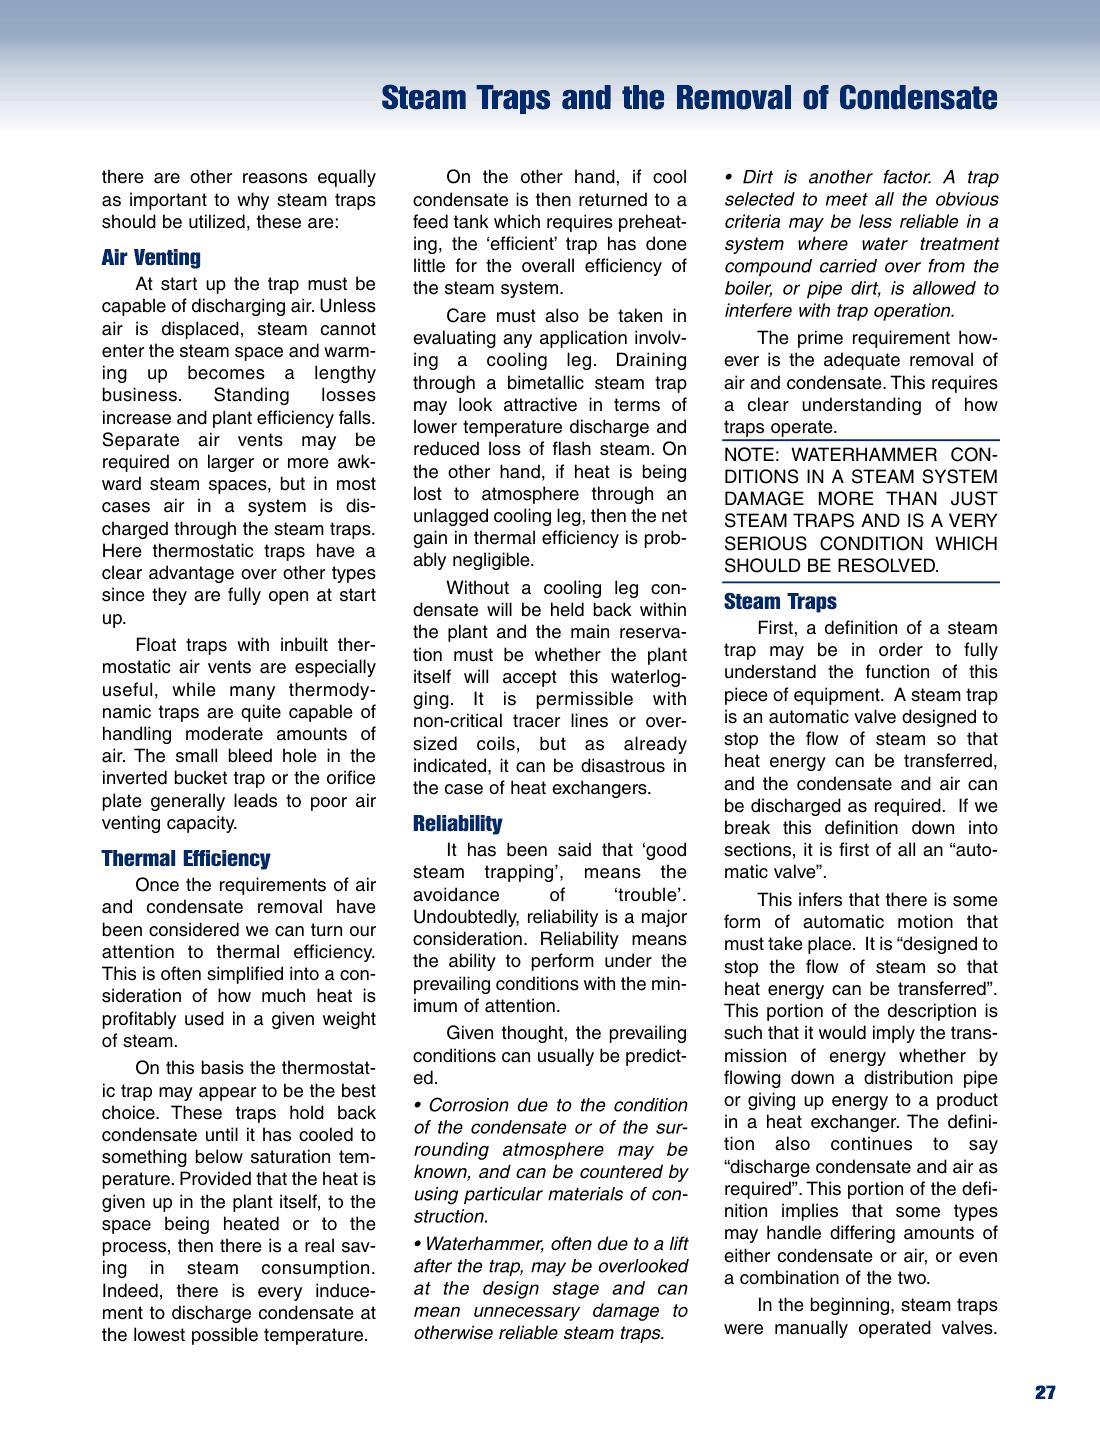 Steam Traps and the Removal of Condensate
there are other reasons equally
as important to why steam traps
should be utilized, these are:
Air Venting
At start up the trap must be
capable of discharging air. Unless
air is displaced, steam cannot
enter the steam space and warm-
ing up becomes a lengthy
business. Standing losses
increase and plant efficiency falls.
Separate air vents may be
required on larger or more awk-
ward steam spaces, but in most
cases air in a system is dis-
charged through the steam traps.
Here thermostatic traps have a
clear advantage over other types
since they are fully open at start
up.
Float traps with inbuilt ther-
mostatic air vents are especially
useful, while many thermody-
namic traps are quite capable of
handling moderate amounts of
air. The small bleed hole in the
inverted bucket trap or the orifice
plate generally leads to poor air
venting capacity.
Thermal Efficiency
Once the requirements of air
and condensate removal have
been considered we can turn our
attention to thermal efficiency.
This is often simplified into a con-
sideration of how much heat is
profitably used in a given weight
of steam.
On this basis the thermostat-
ic trap may appear to be the best
choice. These traps hold back
condensate until it has cooled to
something below saturation tem-
perature. Provided that the heat is
given up in the plant itself, to the
space being heated or to the
process, then there is a real sav-
ing in steam consumption.
Indeed, there is every induce-
ment to discharge condensate at
the lowest possible temperature.
On the other hand, if cool
condensate is then returned to a
feed tank which requires preheat-
ing, the ‘efficient’ trap has done
little for the overall efficiency of
the steam system.
Care must also be taken in
evaluating any application involv-
ing a cooling leg. Draining
through a bimetallic steam trap
may look attractive in terms of
lower temperature discharge and
reduced loss of flash steam. On
the other hand, if heat is being
lost to atmosphere through an
unlagged cooling leg, then the net
gain in thermal efficiency is prob-
ably negligible.
Without a cooling leg con-
densate will be held back within
the plant and the main reserva-
tion must be whether the plant
itself will accept this waterlog-
ging. It is permissible with
non-critical tracer lines or over-
sized coils, but as already
indicated, it can be disastrous in
the case of heat exchangers.
Reliability
It has been said that ‘good
steam trapping’, means the
avoidance of ‘trouble’.
Undoubtedly, reliability is a major
consideration. Reliability means
the ability to perform under the
prevailing conditions with the min-
imum of attention.
Given thought, the prevailing
conditions can usually be predict-
ed.
• Corrosion due to the condition
of the condensate or of the sur-
rounding atmosphere may be
known, and can be countered by
using particular materials of con-
struction.
• Waterhammer, often due to a lift
after the trap, may be overlooked
at the design stage and can
mean unnecessary damage to
otherwise reliable steam traps.
• Dirt is another factor. A trap
selected to meet all the obvious
criteria may be less reliable in a
system where water treatment
compound carried over from the
boiler, or pipe dirt, is allowed to
interfere with trap operation.
The prime requirement how-
ever is the adequate removal of
air and condensate. This requires
a clear understanding of how
traps operate.
NOTE: WATERHAMMER CON-
DITIONS IN A STEAM SYSTEM
DAMAGE MORE THAN JUST
STEAM TRAPS AND IS A VERY
SERIOUS CONDITION WHICH
SHOULD BE RESOLVED.
Steam Traps
First, a definition of a steam
trap may be in order to fully
understand the function of this
piece of equipment. A steam trap
is an automatic valve designed to
stop the flow of steam so that
heat energy can be transferred,
and the condensate and air can
be discharged as required. If we
break this definition down into
sections, it is first of all an “auto-
matic valve”.
This infers that there is some
form of automatic motion that
must take place. It is “designed to
stop the flow of steam so that
heat energy can be transferred”.
This portion of the description is
such that it would imply the trans-
mission of energy whether by
flowing down a distribution pipe
or giving up energy to a product
in a heat exchanger. The defini-
tion also continues to say
“discharge condensate and air as
required”. This portion of the defi-
nition implies that some types
may handle differing amounts of
either condensate or air, or even
a combination of the two.
In the beginning, steam traps
were manually operated valves.
27